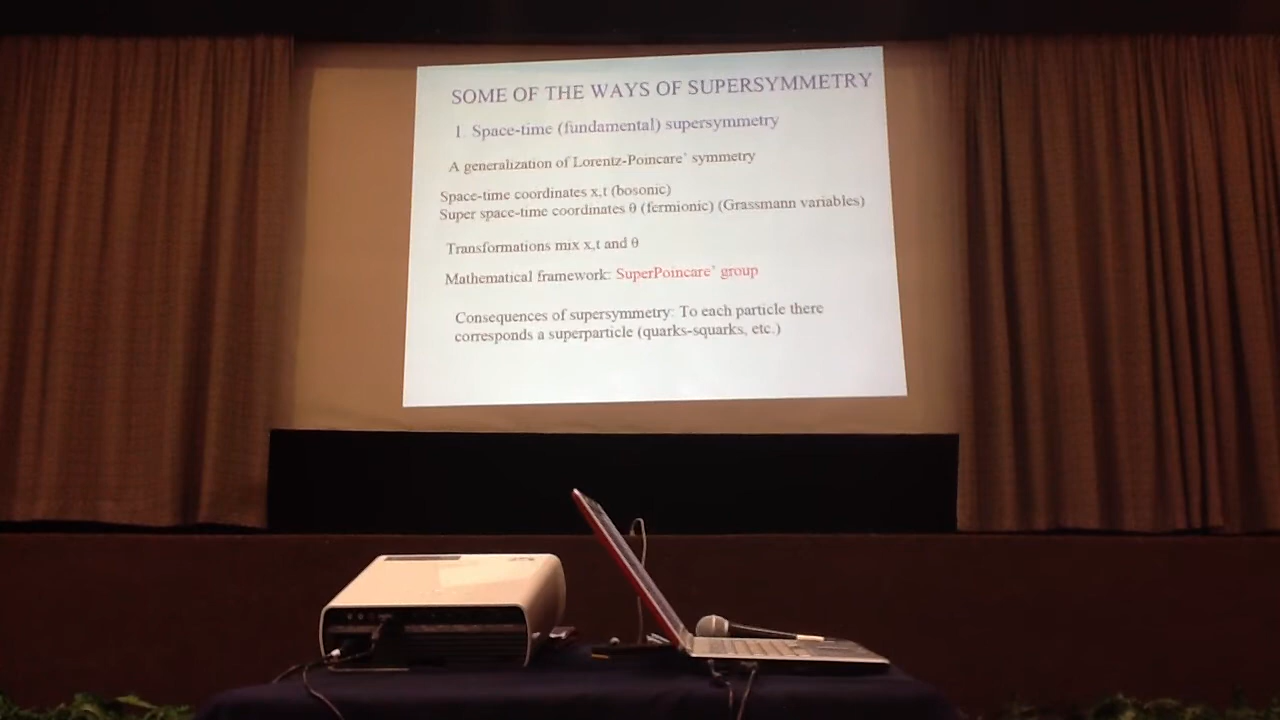 SOME OF THE WAYS OF SUPERSYMMETRY
1. Space-time (fundamental) supersymmetry
A generalization of Lorentz-Poincare` symmetry
Space-time coordinates x,t (bosonic)
Super space-time coordinates θ (fermionic) (Grassmann variables)
Transformations mix x,t and θ
Mathematical framework: SuperPoincare` group
Consequences of supersymmetry: To each particle there
corresponds a superparticle (quarks-squarks, etc.)